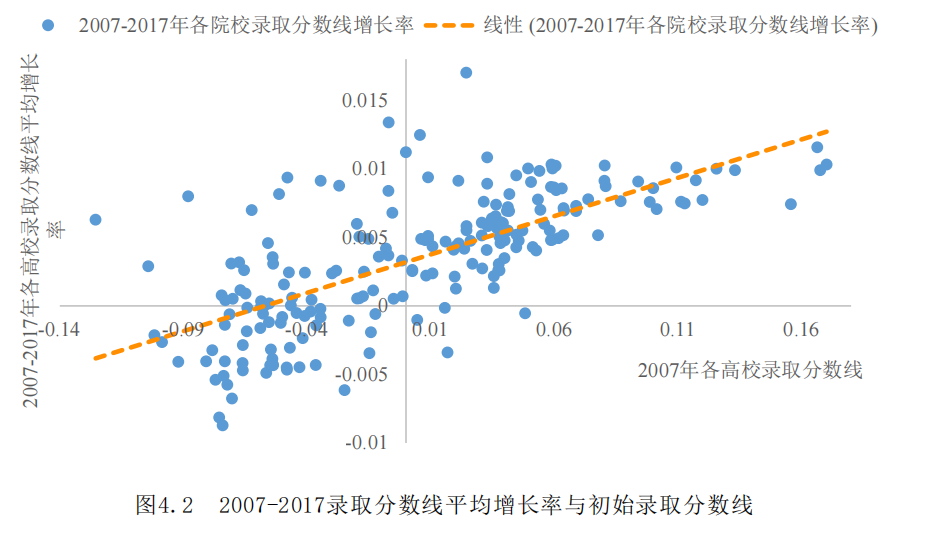 2007-2017年各院校录取分数线增长率 线性 (2007-2017年各院校录取分数线增长率)
2007-2017年各高校录取分数线平均增长
率
0.015
0.01
0.005
0
-0.14 -0.09 -0.04 0.01 0.06 0.11 0.16
-0.005
2007年各高校录取分数线
-0.01
图4.2 2007-2017录取分数线平均增长率与初始录取分数线